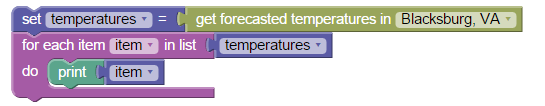 set temperatures = get forecasted temperatures in Blacksburg, VA
for each item item in list temperatures
do print item